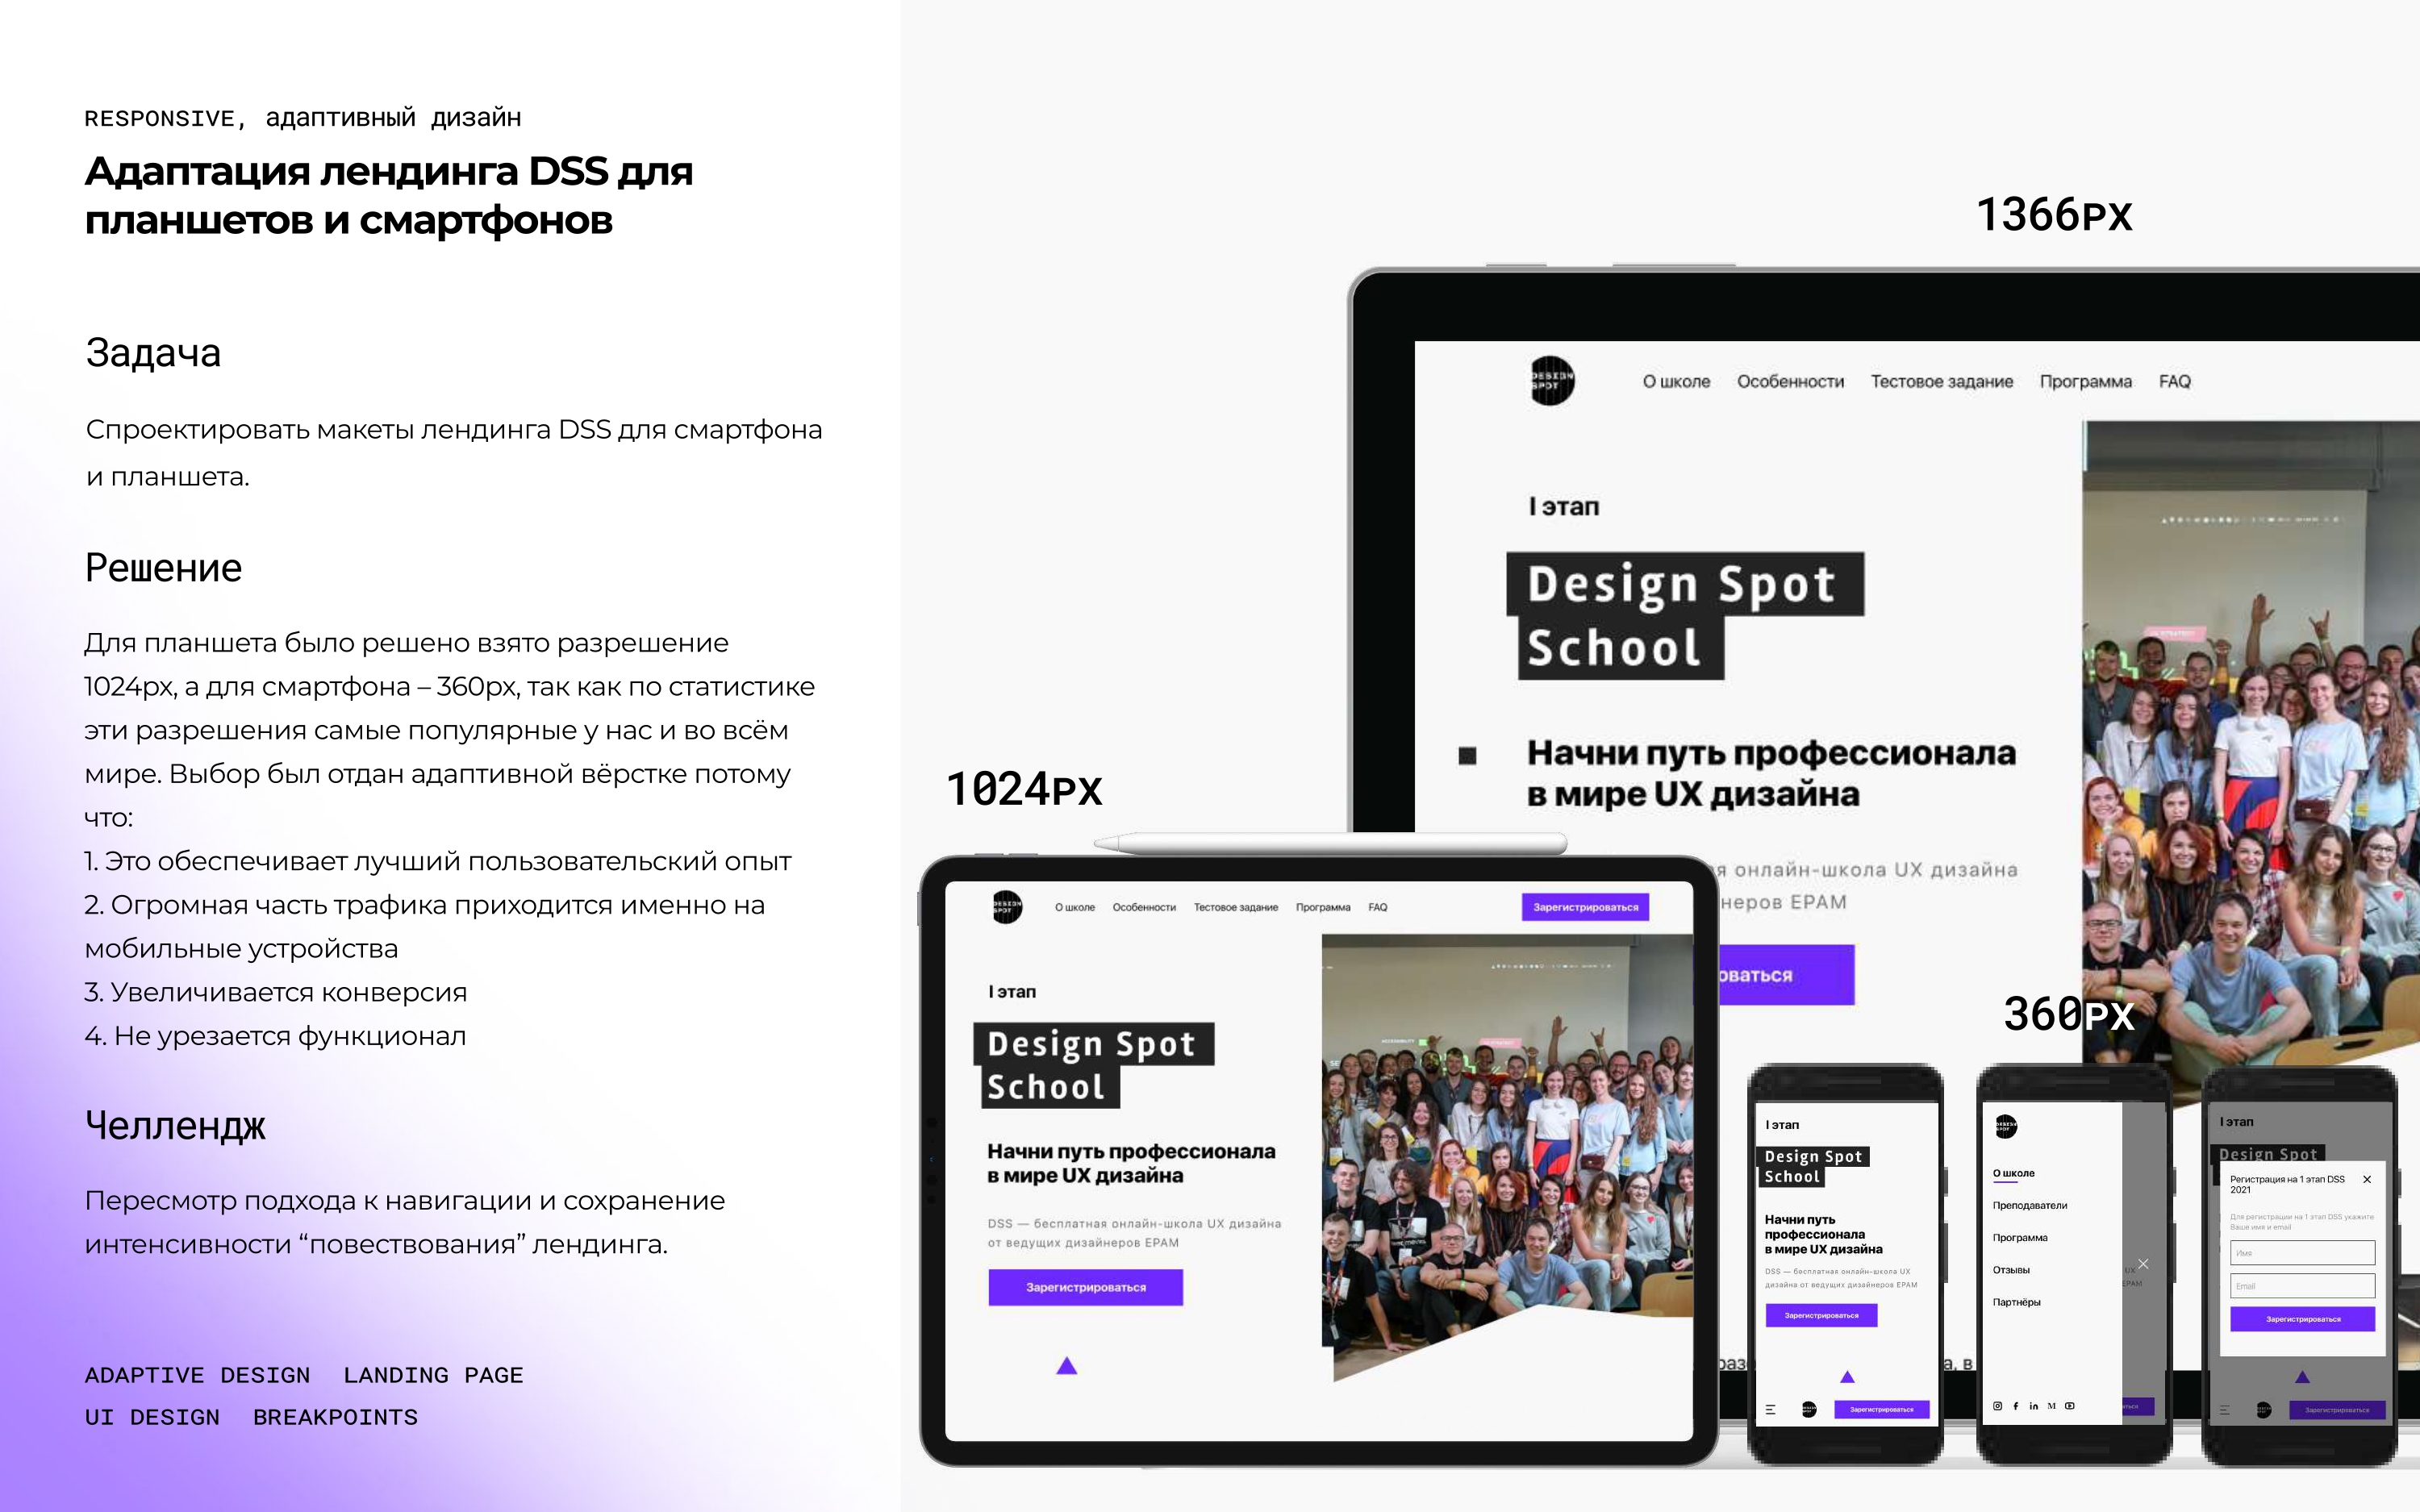 RESPONSIVE, адаптивный дизайн
Адаптация лендинга DSS для
планшетов и смартфонов
Задача
Спроектировать макеты лендинга DSS для смартфона
и планшета.
Решение
Для планшета было решено взято разрешение
1024px, а для смартфона – 360px, так как по статистике
эти разрешения самые популярные у нас и во всём
мире. Выбор был отдан адаптивной вёрстке потому
что:
1. Это обеспечивает лучший пользовательский опыт
2. Огромная часть трафика приходится именно на
мобильные устройства
3. Увеличивается конверсия
4. Не урезается функционал
Челлендж
Пересмотр подхода к навигации и сохранение
интенсивности “повествования” лендинга.
ADAPTIVE DESIGN LANDING PAGE
UI DESIGN BREAKPOINTS
1366PX
DESIGN
SPOT
О школе Особенности Тестовое задание Программа FAQ
I этап
Design Spot
School
Начни путь профессионала
в мире UX дизайна
я онлайн-школа UX дизайна
неров EPAM
оваться
1024PX
DESIGN
SPOT
О школе Особенности Тестовое задание Программа FAQ Зарегистрироваться
I этап
Design Spot
School
Начни путь профессионала
в мире UX дизайна
DSS — бесплатная онлайн-школа UX дизайна
от ведущих дизайнеров EPAM
Зарегистрироваться
360PX
I этап
Design Spot
School
Начни путь
профессионала
в мире UX дизайна
DSS — бесплатная онлайн-школа UX
дизайна от ведущих дизайнеров EPAM
Зарегистрироваться
Зарегистрироваться
DESIGN
SPOT
О школе
Преподаватели
Программа
Отзывы
Партнёры
UX
EPAM
I этап
Design Spot
Регистрация на 1 этап DSS
2021
Для регистрации на 1 этап DSS укажите
Ваше имя и email
Имя
Email
Зарегистрироваться
Зарегистрироваться